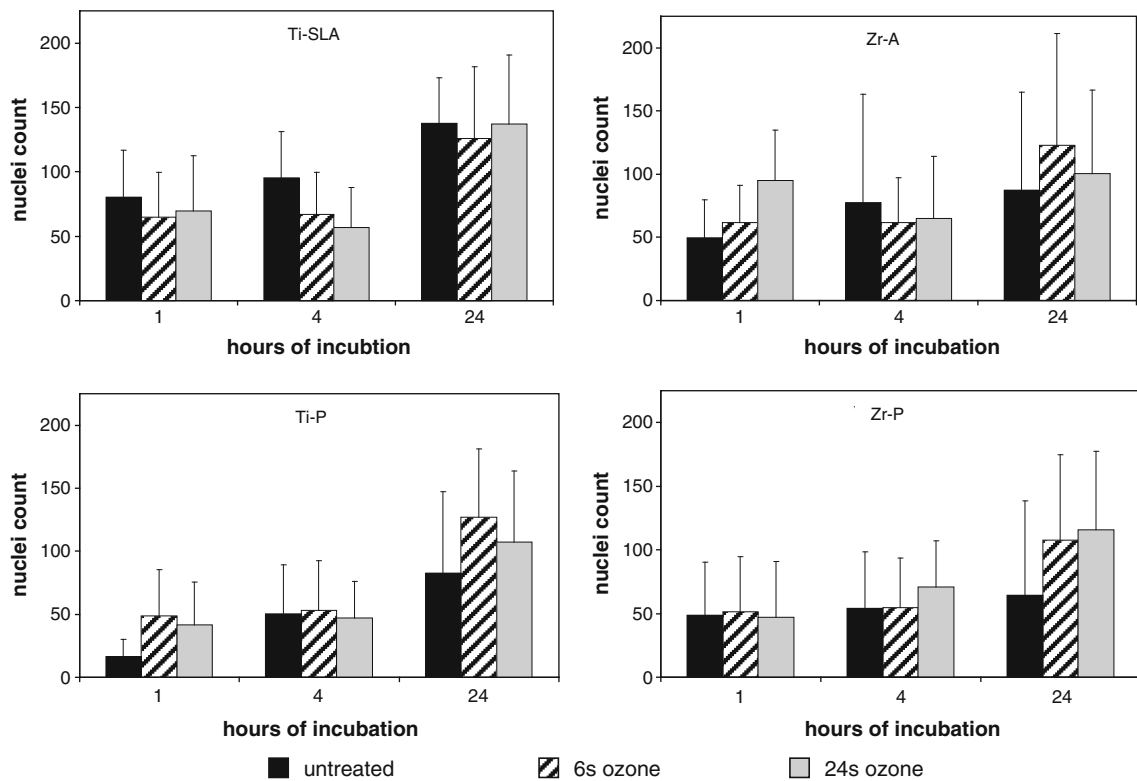 Ti-SLA
nuclei count
200
150
100
50
0
1 4 24
hours of incubtion
Zr-A
nuclei count
200
150
100
50
0
1 4 24
hours of incubation
Ti-P
nuclei count
200
150
100
50
0
1 4 24
hours of incubation
Zr-P
nuclei count
200
150
100
50
0
1 4 24
hours of incubation
untreated 6s ozone 24s ozone